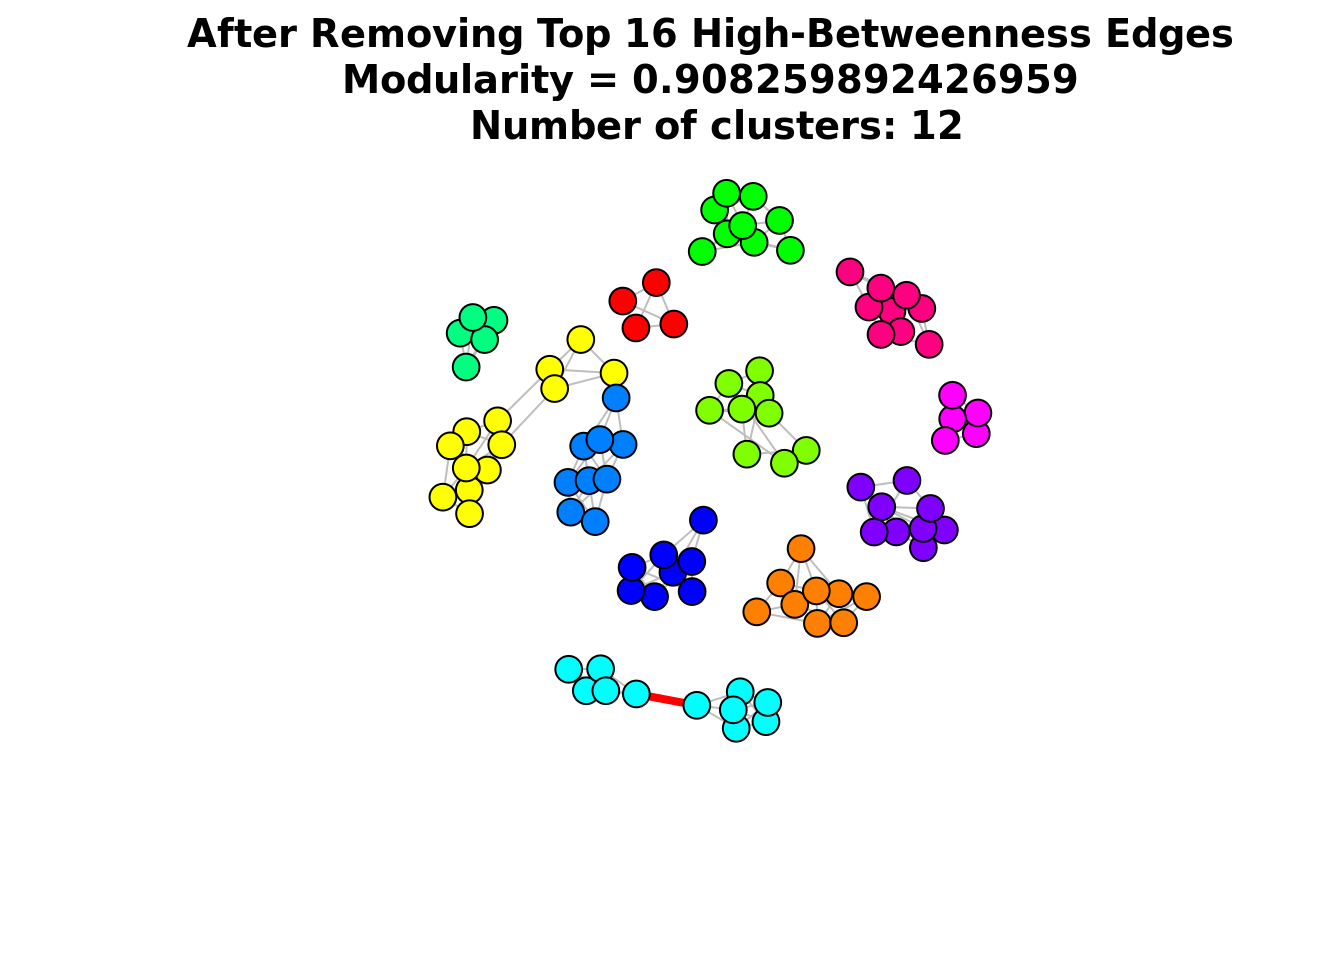 After Removing Top 16 High-Betweenness Edges
Modularity = 0.908259892426959
Number of clusters: 12